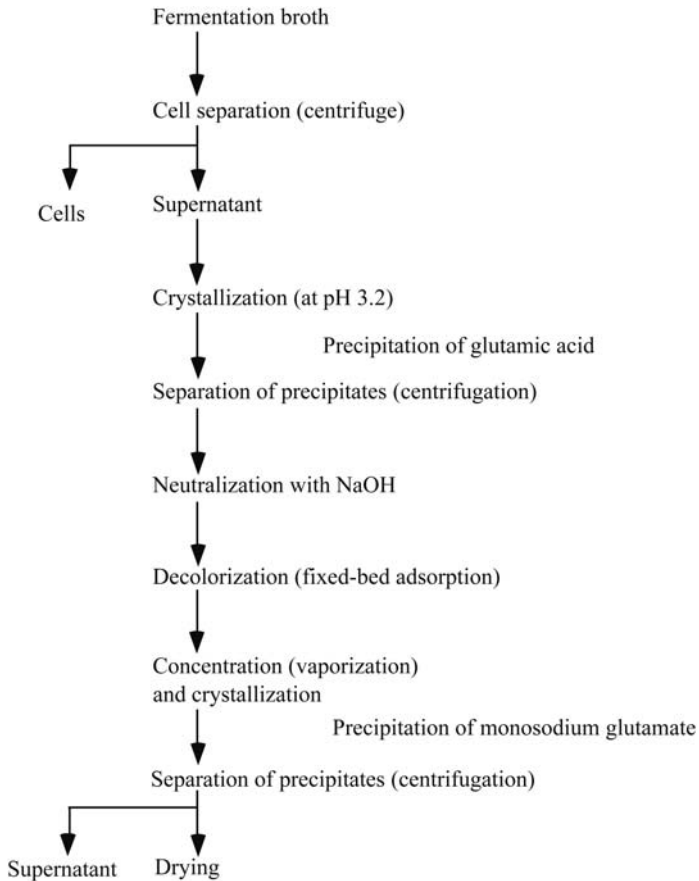 Fermentation broth
Cell separation (centrifuge)
Cells
Supernatant
Crystallization (at pH 3.2)
Precipitation of glutamic acid
Separation of precipitates (centrifugation)
Neutralization with NaOH
Decolorization (fixed-bed adsorption)
Concentration (vaporization)
and crystallization
Precipitation of monosodium glutamate
Separation of precipitates (centrifugation)
Supernatant
Drying